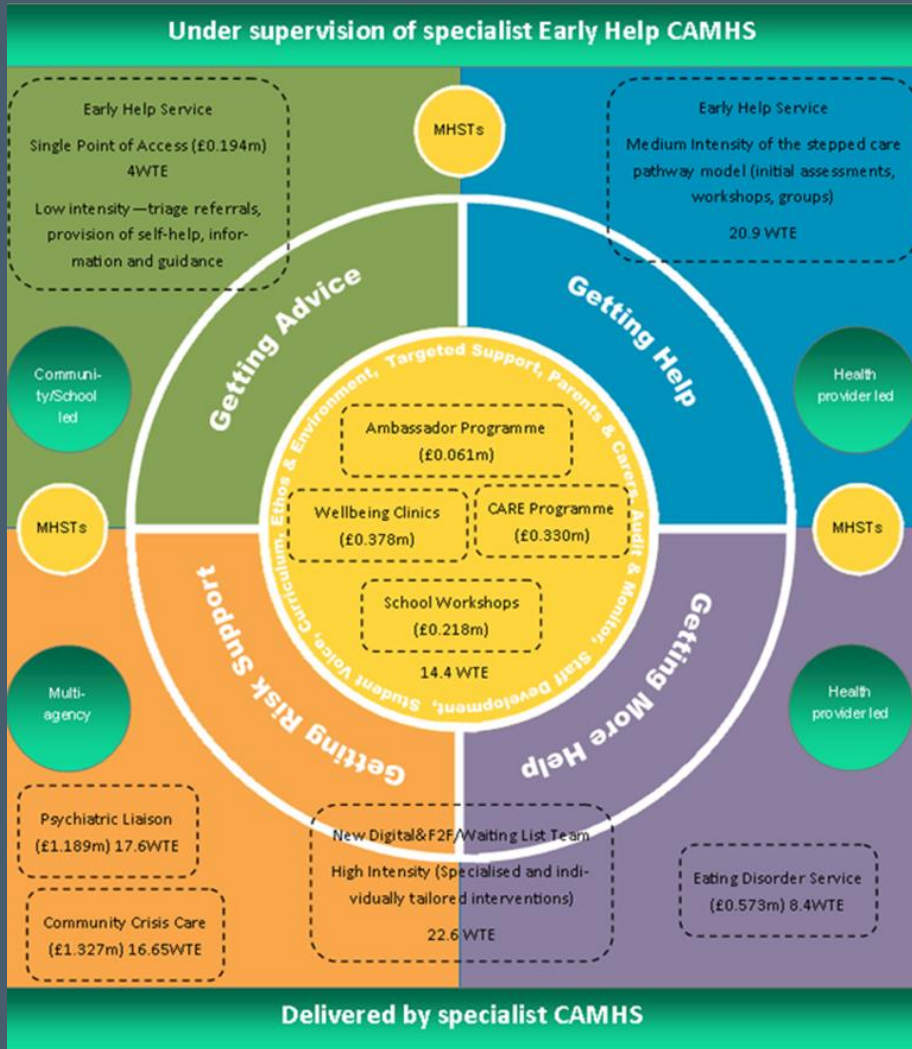 Under supervision of specialist Early Help CAMHS
Early Help Service
Single Point of Access (£0.194m)
4WTE
Low intensity—triage referrals,
provision of self-help, infor-
mation and guidance
MHSTs
Early Help Service
Medium Intensity of the stepped care
pathway model (initial assessments,
workshops, groups)
20.9 WTE
Getting Advice
Getting Help
Communi-
ty/School
led
Health
provider led
Student Voice, Curriculum, Ethos & Environment, Targeted Support, Parents & Carers, Audit & Monitor, Staff Development,
Ambassador Programme
(£0.061m)
Wellbeing Clinics
(£0.378m)
CARE Programme
(£0.330m)
School Workshops
(£0.218m)
14.4 WTE
MHSTs
MHSTs
Getting Risk Support
Getting More Help
Multi-
agency
Health
provider led
Psychiatric Liaison
(£1.189m) 17.6WTE
Community Crisis Care
(£1.327m) 16.65WTE
New Digital&F2F/Waiting List Team
High Intensity (Specialised and indi-
vidually tailored interventions)
22.6 WTE
Eating Disorder Service
(£0.573m) 8.4WTE
Delivered by specialist CAMHS